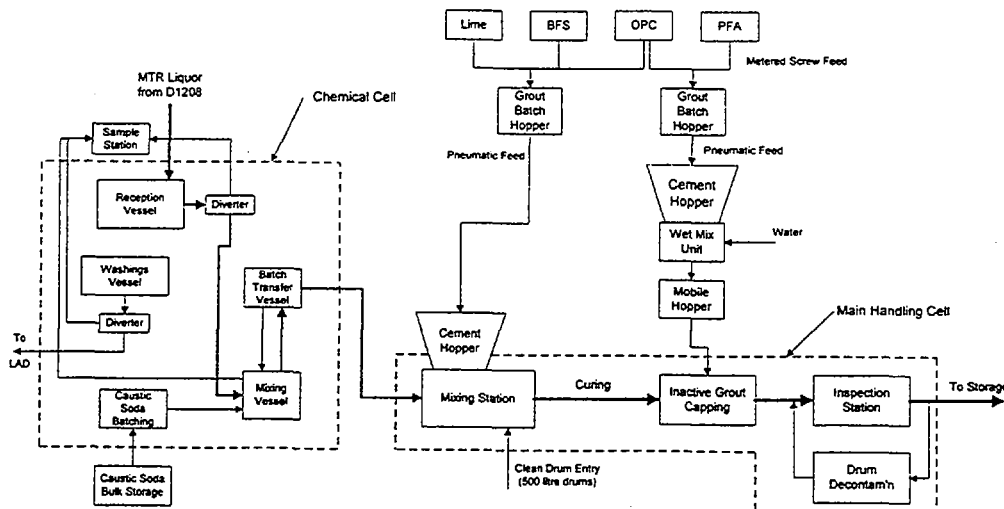 Lime
BFS
OPC
PFA
Metered Screw Feed
MTR Liquor
from D1208
Chemical Cell
Grout
Batch
Hopper
Grout
Batch
Hopper
Sample
Station
Pneumatic Feed
Pneumatic Feed
Reception
Vessel
Diverter
Cement
Hopper
Wet Mix
Unit
Water
Washings
Vessel
Batch
Transfer
Vessel
Mobile
Hopper
Diverter
To
LAD
Cement
Hopper
Main Handling Cell
Caustic
Soda
Batching
Mixing
Vessel
Mixing Station
Curing
Inactive Grout
Capping
Inspection
Station
To Storage
Caustic Soda
Bulk Storage
Clean Drum Entry
(500 litre drums)
Drum
Decontam'n